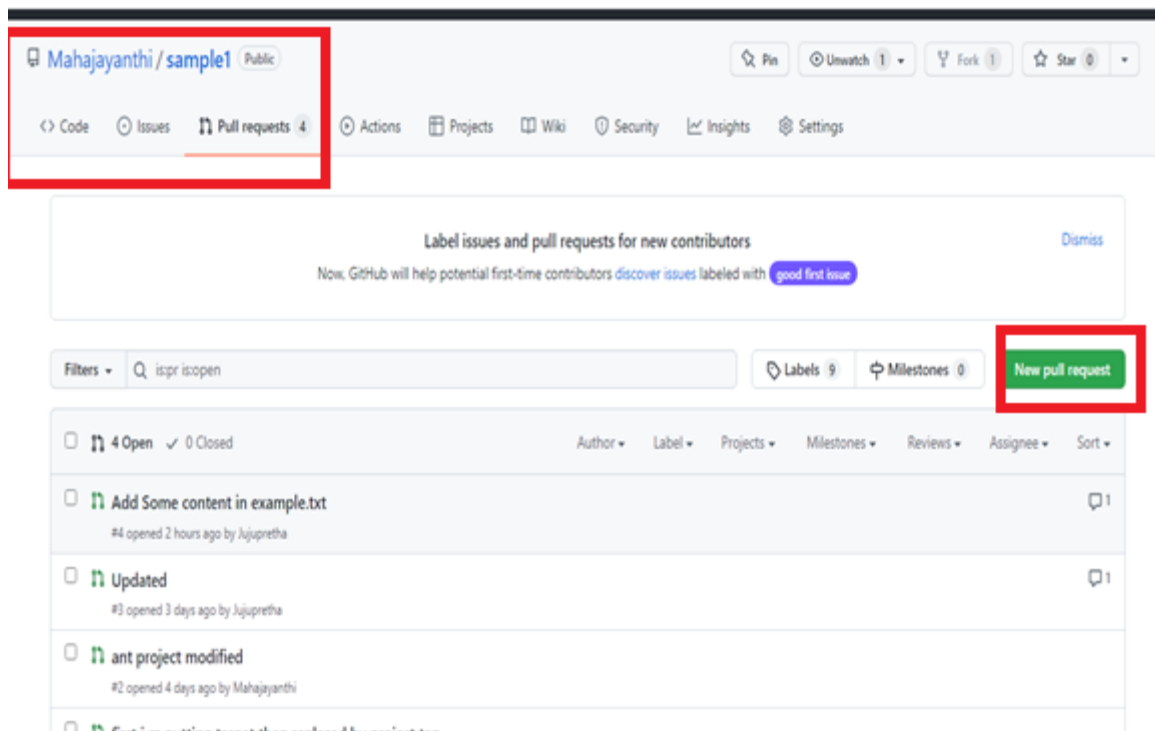 Mahajayanthi / sample1 Public
Pin Unwatch 1 Fork 1 Star 0
Code Issues Pull requests 4 Actions Projects Wiki Security Insights Settings
Label issues and pull requests for new contributors
Dismiss
Now, GitHub will help potential first-time contributors discover issues labeled with good first issue
Filters is:pr is:open Labels 9 Milestones 0 New pull request
4 Open 0 Closed Author Label Projects Milestones Reviews Assignee Sort
Add Some content in example.txt 1
#4 opened 2 hours ago by Jujupretha
Updated 1
#3 opened 3 days ago by Jujupretha
ant project modified
#2 opened 4 days ago by Mahajayanthi